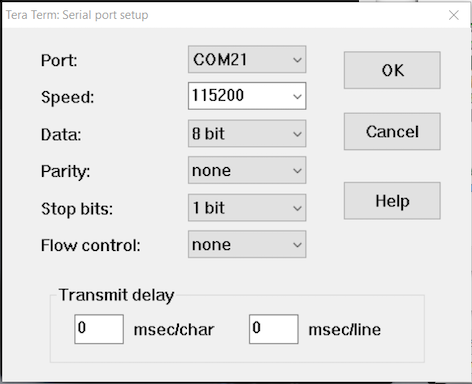 Tera Term: Serial port setup
Port: COM21 OK
Speed: 115200
Data: 8 bit Cancel
Parity: none
Stop bits: 1 bit Help
Flow control: none
Transmit delay
0 msec/char 0 msec/line